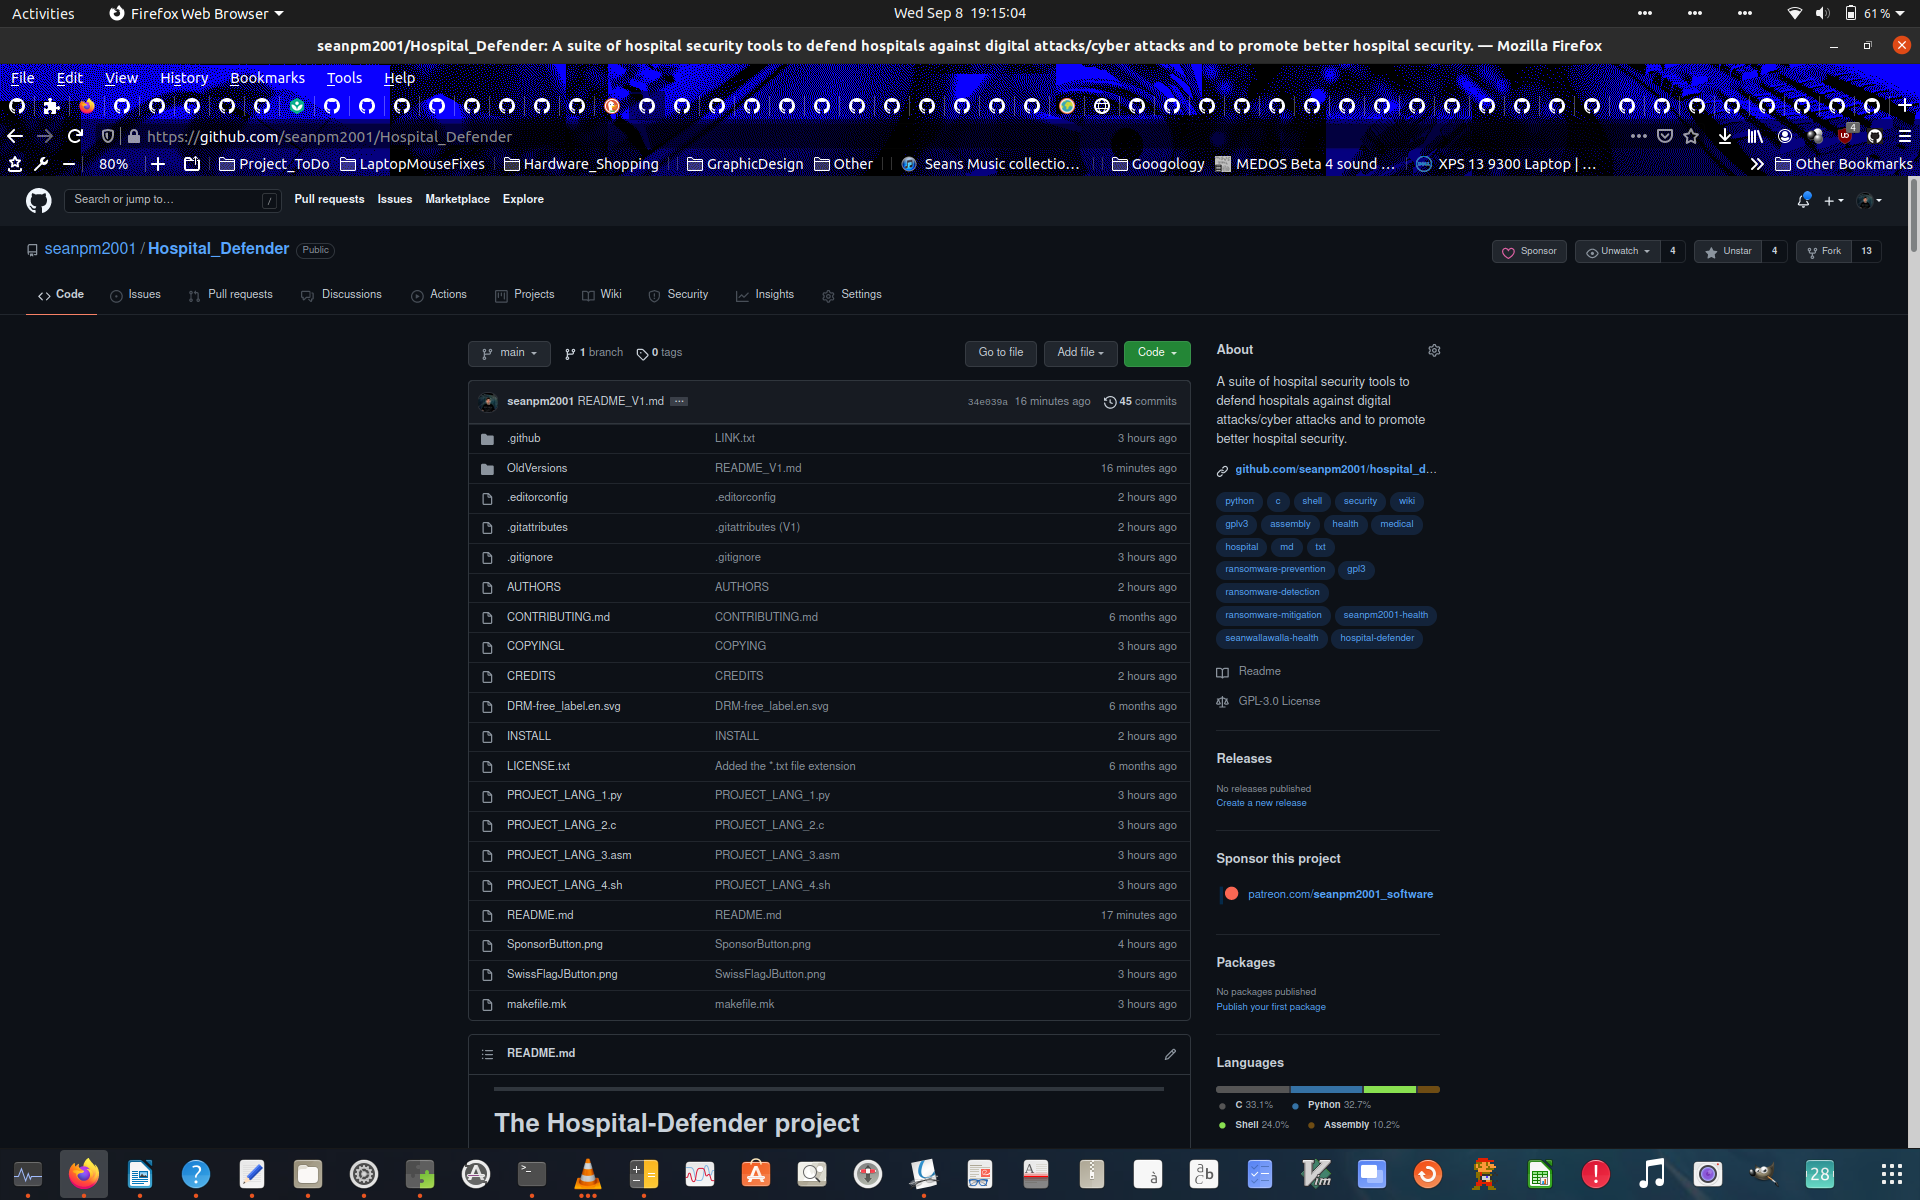 Activities Firefox Web Browser Wed Sep 8 19:15:04 61 %
seanpm2001/Hospital_Defender: A suite of hospital security tools to defend hospitals against digital attacks/cyber attacks and to promote better hospital security. — Mozilla Firefox
File Edit View History Bookmarks Tools Help
https://github.com/seanpm2001/Hospital_Defender 4
80% Project_ToDo LaptopMouseFixes Hardware_Shopping GraphicDesign Other Seans Music collectio… Googology MEDOS Beta 4 sound … XPS 13 9300 Laptop | … Other Bookmarks
Search or jump to… / Pull requests Issues Marketplace Explore
seanpm2001 / Hospital_Defender Public Sponsor Unwatch 4 Unstar 4 Fork 13
Code Issues Pull requests Discussions Actions Projects Wiki Security Insights Settings
main 1 branch 0 tags Go to file Add file Code
seanpm2001 README_V1.md ... 34e039a 16 minutes ago 45 commits
.github LINK.txt 3 hours ago
OldVersions README_V1.md 16 minutes ago
.editorconfig .editorconfig 2 hours ago
.gitattributes .gitattributes (V1) 2 hours ago
.gitignore .gitignore 3 hours ago
AUTHORS AUTHORS 2 hours ago
CONTRIBUTING.md CONTRIBUTING.md 6 months ago
COPYINGL COPYING 3 hours ago
CREDITS CREDITS 2 hours ago
DRM-free_label.en.svg DRM-free_label.en.svg 6 months ago
INSTALL INSTALL 2 hours ago
LICENSE.txt Added the *.txt file extension 6 months ago
PROJECT_LANG_1.py PROJECT_LANG_1.py 3 hours ago
PROJECT_LANG_2.c PROJECT_LANG_2.c 3 hours ago
PROJECT_LANG_3.asm PROJECT_LANG_3.asm 3 hours ago
PROJECT_LANG_4.sh PROJECT_LANG_4.sh 3 hours ago
README.md README.md 17 minutes ago
SponsorButton.png SponsorButton.png 4 hours ago
SwissFlagJButton.png SwissFlagJButton.png 3 hours ago
makefile.mk makefile.mk 3 hours ago
README.md
The Hospital-Defender project
About
A suite of hospital security tools to
defend hospitals against digital
attacks/cyber attacks and to promote
better hospital security.
github.com/seanpm2001/hospital_d…
python c shell security wiki
gplv3 assembly health medical
hospital md txt
ransomware-prevention gpl3
ransomware-detection
ransomware-mitigation seanpm2001-health
seanwallawalla-health hospital-defender
Readme
GPL-3.0 License
Releases
No releases published
Create a new release
Sponsor this project
patreon.com/seanpm2001_software
Packages
No packages published
Publish your first package
Languages
C 33.1% Python 32.7%
Shell 24.0% Assembly 10.2%
28